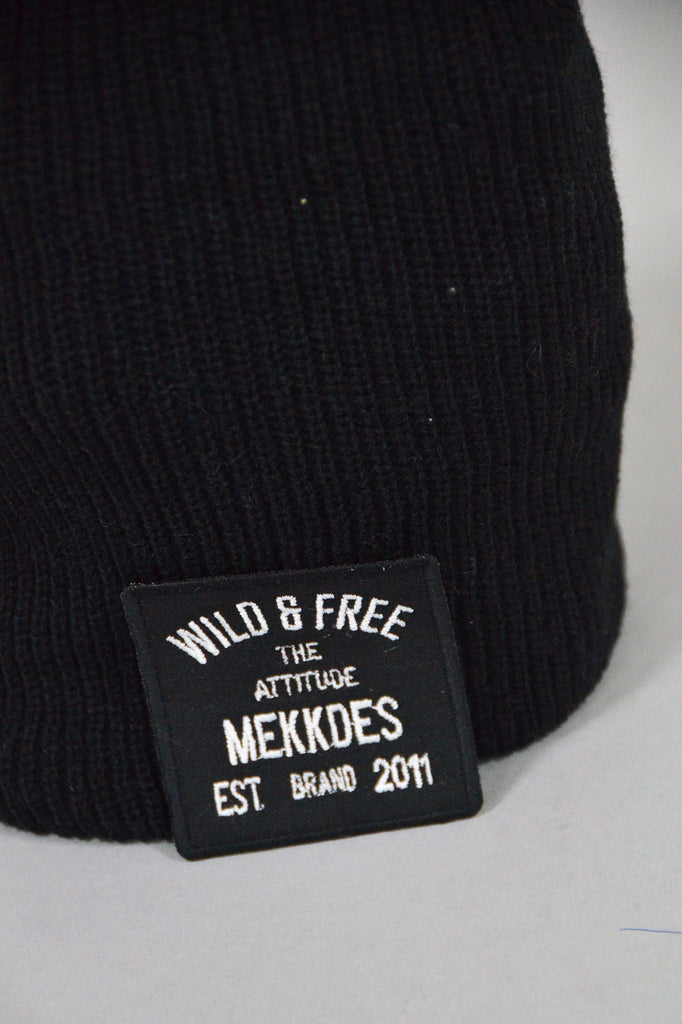 WILD & FREE
THE
ATTITUDE
MEKKDES
EST. BRAND 2011